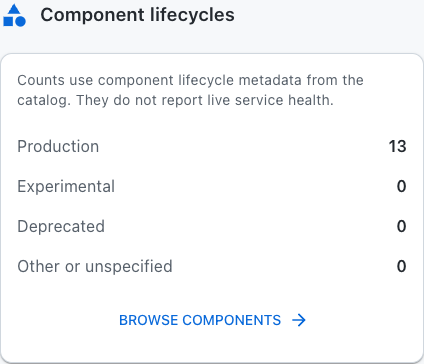 Component lifecycles
Counts use component lifecycle metadata from the
catalog. They do not report live service health.
Production 13
Experimental 0
Deprecated 0
Other or unspecified 0
BROWSE COMPONENTS →